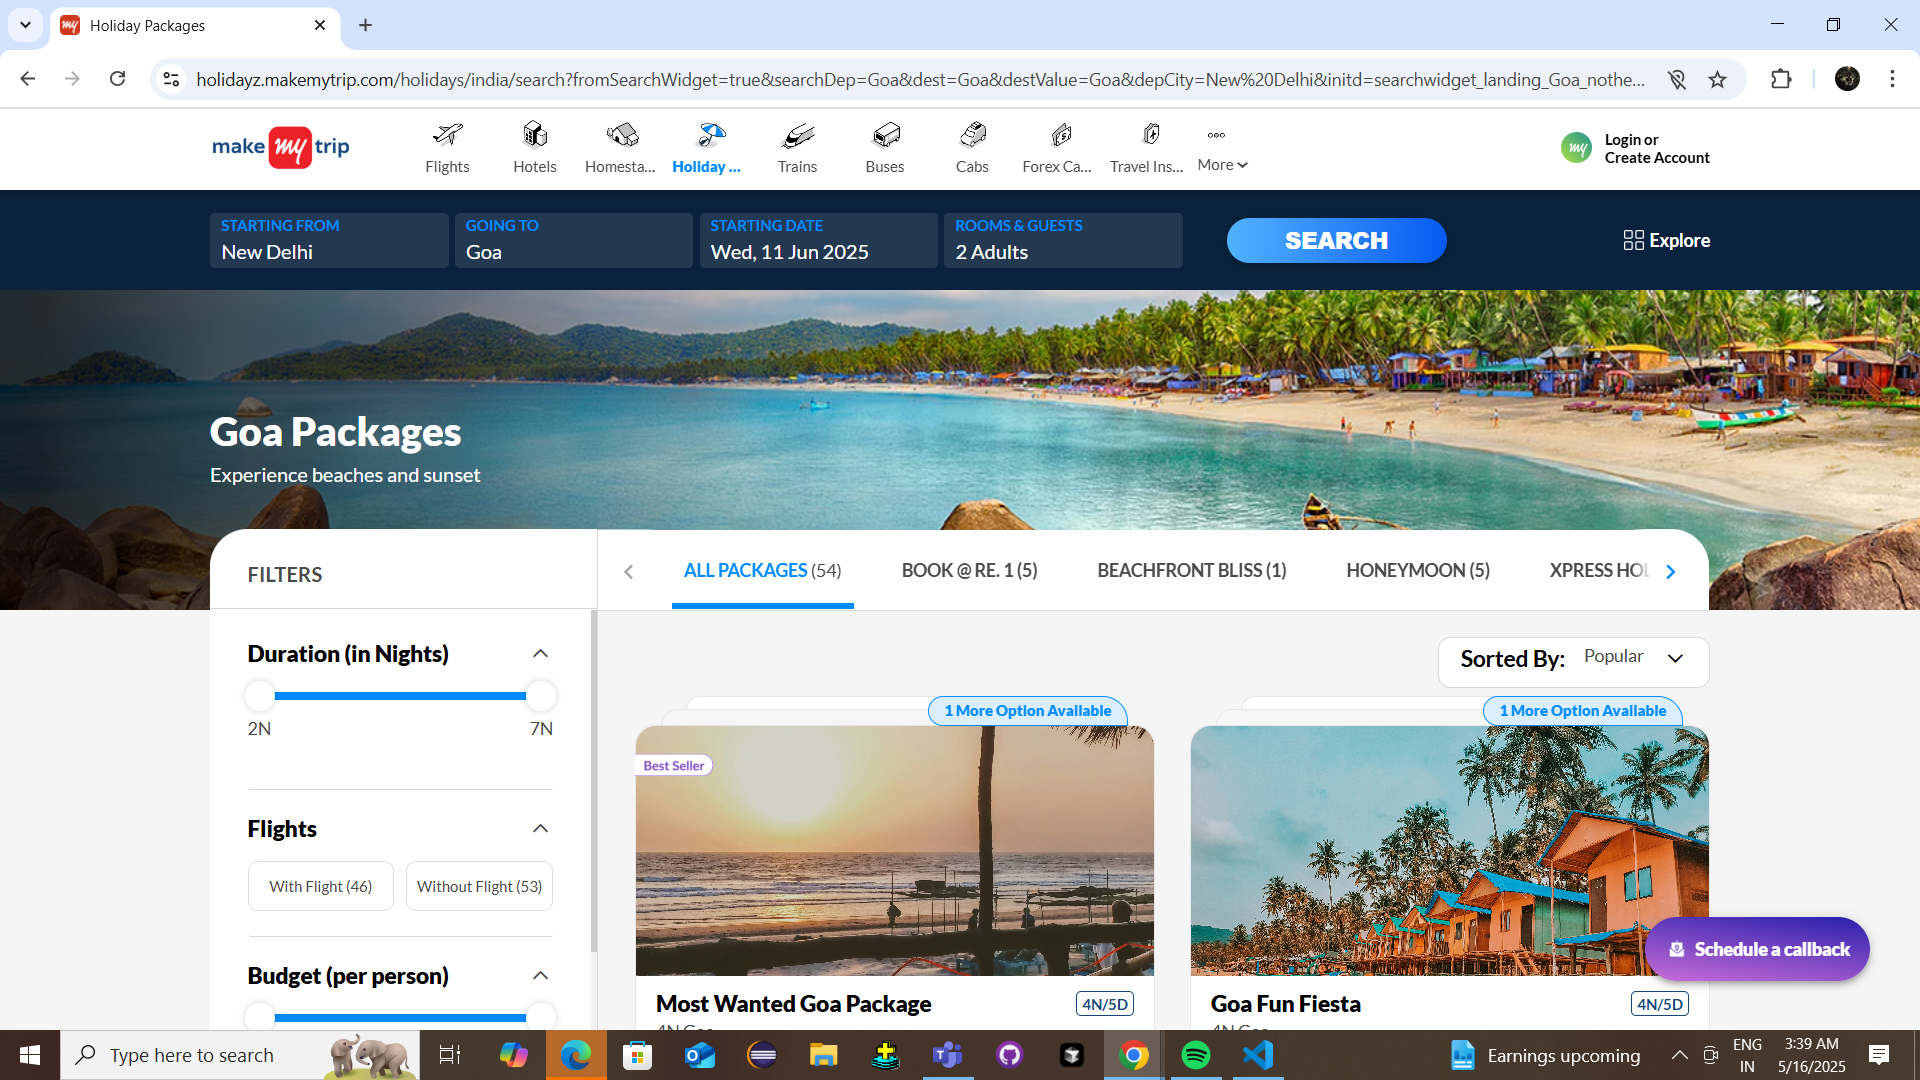 Holiday Packages
holidayz.makemytrip.com/holidays/india/search?fromSearchWidget=true&searchDep=Goa&dest=Goa&destValue=Goa&depCity=New%20Delhi&initd=searchwidget_landing_Goa_nothe...
make my trip
Flights
Hotels
Homesta...
Holiday ...
Trains
Buses
Cabs
Forex Ca...
Travel Ins...
More
my
Login or
Create Account
STARTING FROM
New Delhi
GOING TO
Goa
STARTING DATE
Wed, 11 Jun 2025
ROOMS & GUESTS
2 Adults
SEARCH
Explore
Goa Packages
Experience beaches and sunset
FILTERS
ALL PACKAGES (54)
BOOK @ RE. 1 (5)
BEACHFRONT BLISS (1)
HONEYMOON (5)
XPRESS HOL
Duration (in Nights)
2N
7N
Flights
With Flight (46)
Without Flight (53)
Budget (per person)
Sorted By: Popular
1 More Option Available
Best Seller
Most Wanted Goa Package
4N/5D
4N Goa
1 More Option Available
Goa Fun Fiesta
4N/5D
4N Goa
Schedule a callback
Type here to search
Earnings upcoming
ENG
IN
3:39 AM
5/16/2025